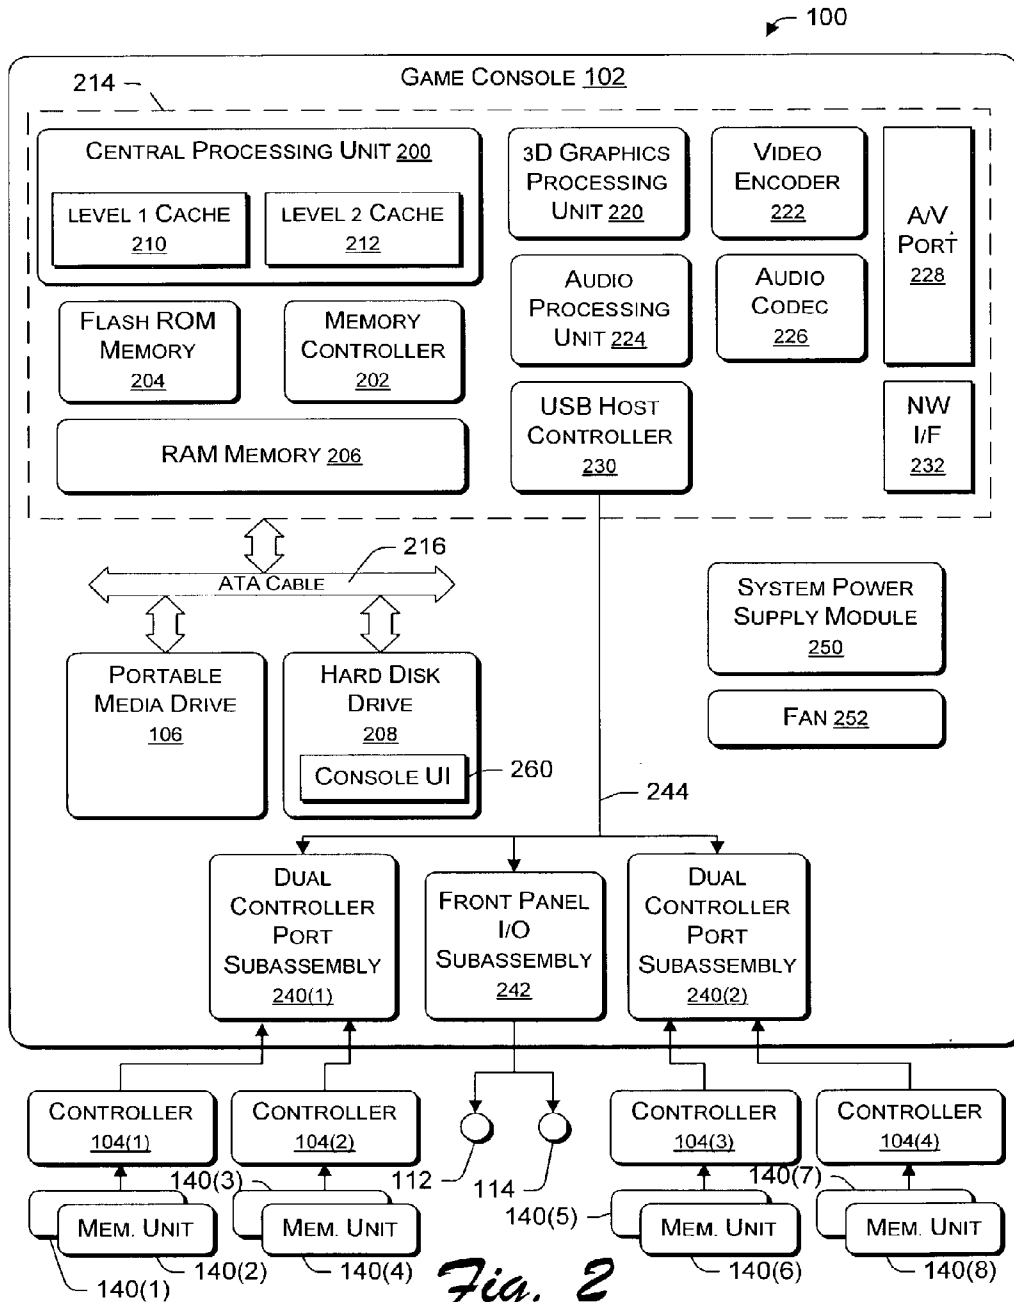 100
GAME CONSOLE 102
214
CENTRAL PROCESSING UNIT 200
LEVEL 1 CACHE
210
LEVEL 2 CACHE
212
3D GRAPHICS
PROCESSING
UNIT 220
VIDEO
ENCODER
222
A/V
PORT
228
FLASH ROM
MEMORY
204
MEMORY
CONTROLLER
202
AUDIO
PROCESSING
UNIT 224
AUDIO
CODEC
226
RAM MEMORY 206
USB HOST
CONTROLLER
230
NW
I/F
232
216
ATA CABLE
SYSTEM POWER
SUPPLY MODULE
250
PORTABLE
MEDIA DRIVE
106
HARD DISK
DRIVE
208
CONSOLE UI
260
FAN 252
244
DUAL
CONTROLLER
PORT
SUBASSEMBLY
240(1)
FRONT PANEL
I/O
SUBASSEMBLY
242
DUAL
CONTROLLER
PORT
SUBASSEMBLY
240(2)
CONTROLLER
104(1)
CONTROLLER
104(2)
CONTROLLER
104(3)
CONTROLLER
104(4)
140(3)
112
114
140(7)
140(5)
MEM. UNIT
MEM. UNIT
MEM. UNIT
MEM. UNIT
140(1)
140(2)
140(4)
140(6)
140(8)
Fig. 2